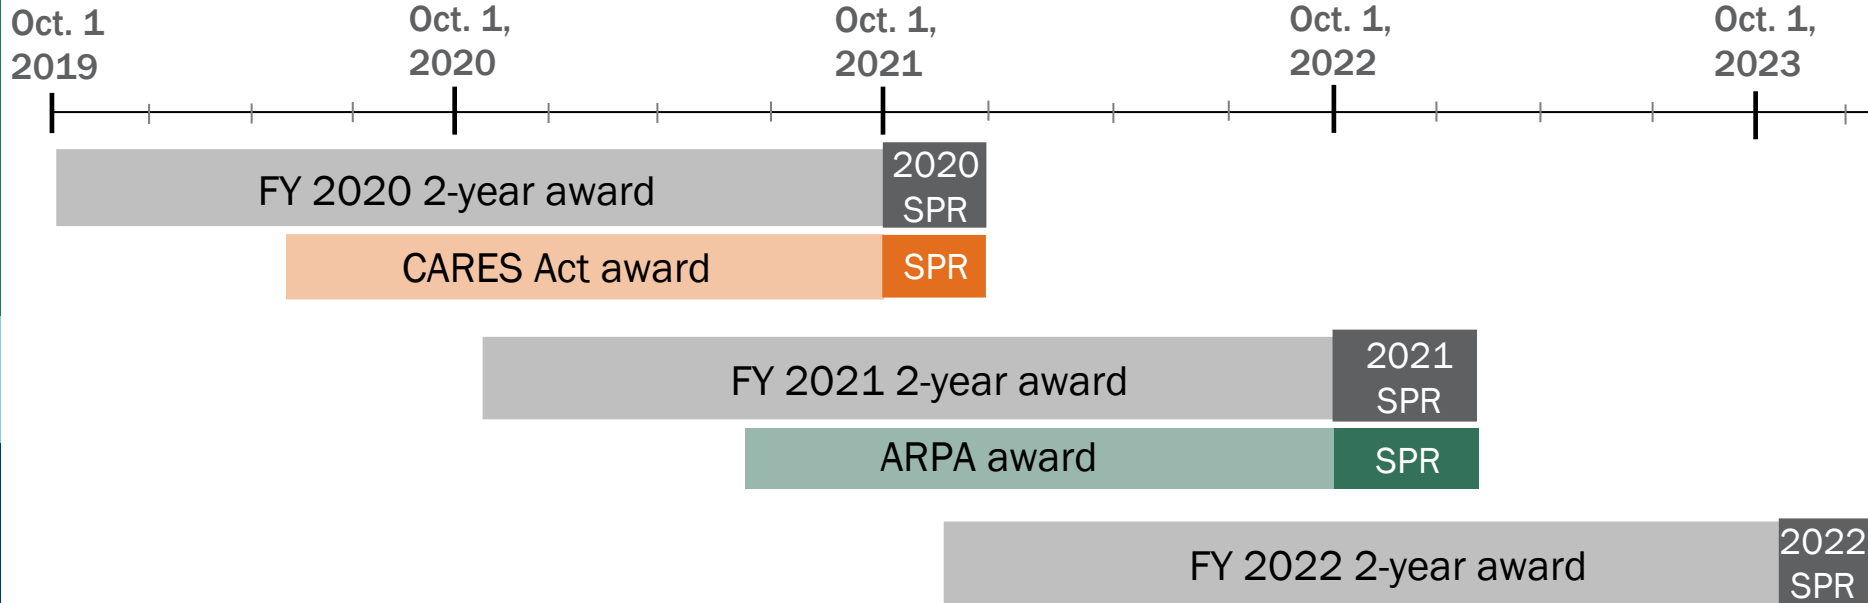 Oct. 1
2019
Oct. 1,
2020
Oct. 1,
2021
Oct. 1,
2022
Oct. 1,
2023
FY 2020 2-year award
2020
SPR
CARES Act award
SPR
FY 2021 2-year award
2021
SPR
ARPA award
SPR
FY 2022 2-year award
2022
SPR